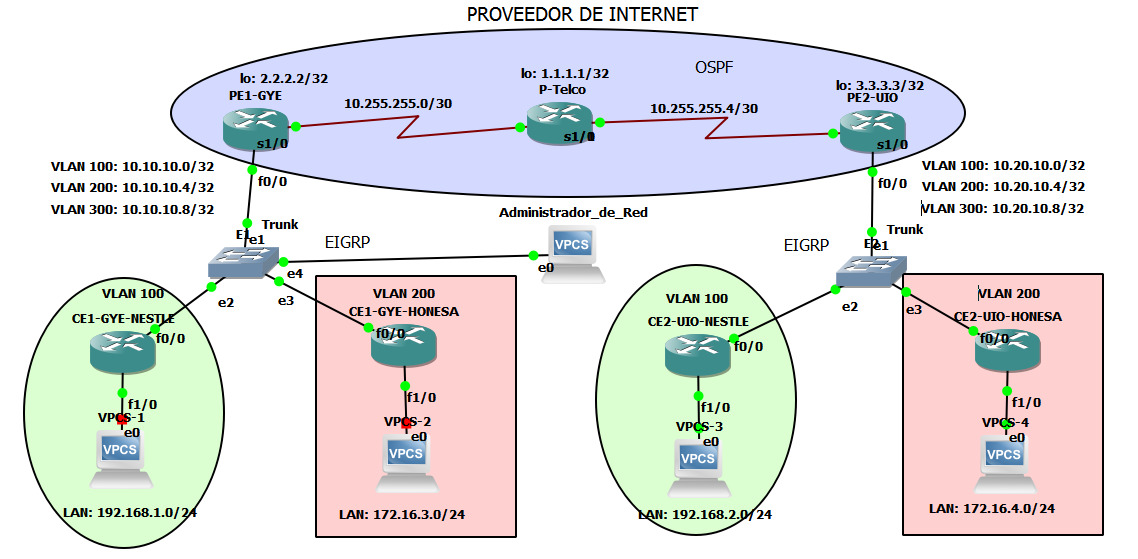 PROVEEDOR DE INTERNET
OSPF
lo: 2.2.2.2/32
PE1-GYE
s1/0
f0/0
10.255.255.0/30
lo: 1.1.1.1/32
P-Telco
10.255.255.4/30
lo: 3.3.3.3/32
PE2-UIO
s1/0
f0/0
VLAN 100: 10.10.10.0/32
VLAN 200: 10.10.10.4/32
VLAN 300: 10.10.10.8/32
VLAN 100: 10.20.10.0/32
VLAN 200: 10.20.10.4/32
VLAN 300: 10.20.10.8/32
Trunk
E1
e1
EIGRP
e4
e2
e3
Administrador_de_Red
VPCS
e0
EIGRP
Trunk
e1
e2
e3
VLAN 100
CE1-GYE-NESTLE
f0/0
f1/0
VPCS-1
e0
VPCS
LAN: 192.168.1.0/24
VLAN 200
CE1-GYE-HONESA
f0/0
f1/0
VPCS-2
e0
VPCS
LAN: 172.16.3.0/24
VLAN 100
CE2-UIO-NESTLE
f0/0
f1/0
VPCS-3
e0
VPCS
LAN: 192.168.2.0/24
VLAN 200
CE2-UIO-HONESA
f0/0
f1/0
VPCS-4
e0
VPCS
LAN: 172.16.4.0/24